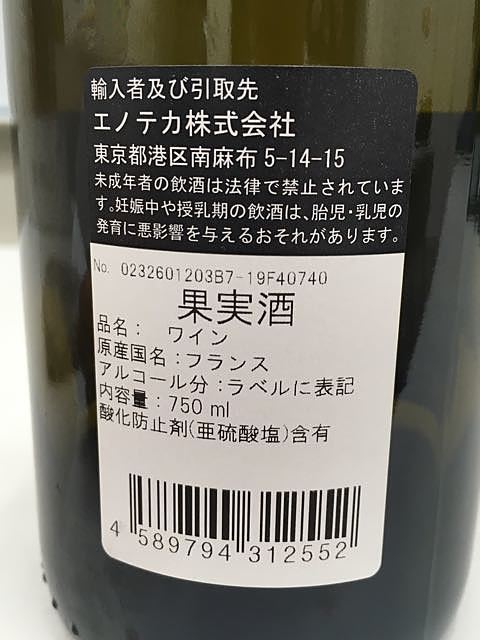 輸入者及び引取先
エノテカ株式会社
東京都港区南麻布 5-14-15
未成年者の飲酒は法律で禁止されていま
す。妊娠中や授乳期の飲酒は、胎児・乳児の
発育に悪影響を与えるおそれがあります。
No. 0232601203B7-19F40740
果実酒
品名： ワイン
原産国名：フランス
アルコール分：ラベルに表記
内容量：750 ml
酸化防止剤(亜硫酸塩)含有
4 589794 312552